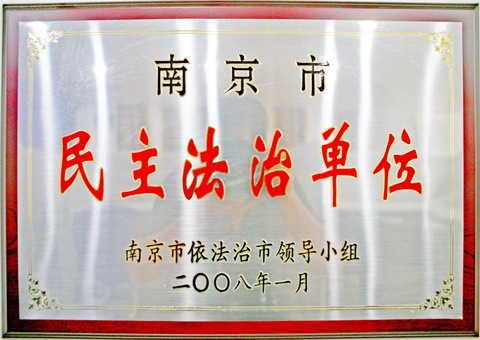 南京市
民主法治单位
南京市依法治市领导小组
二〇〇八年一月